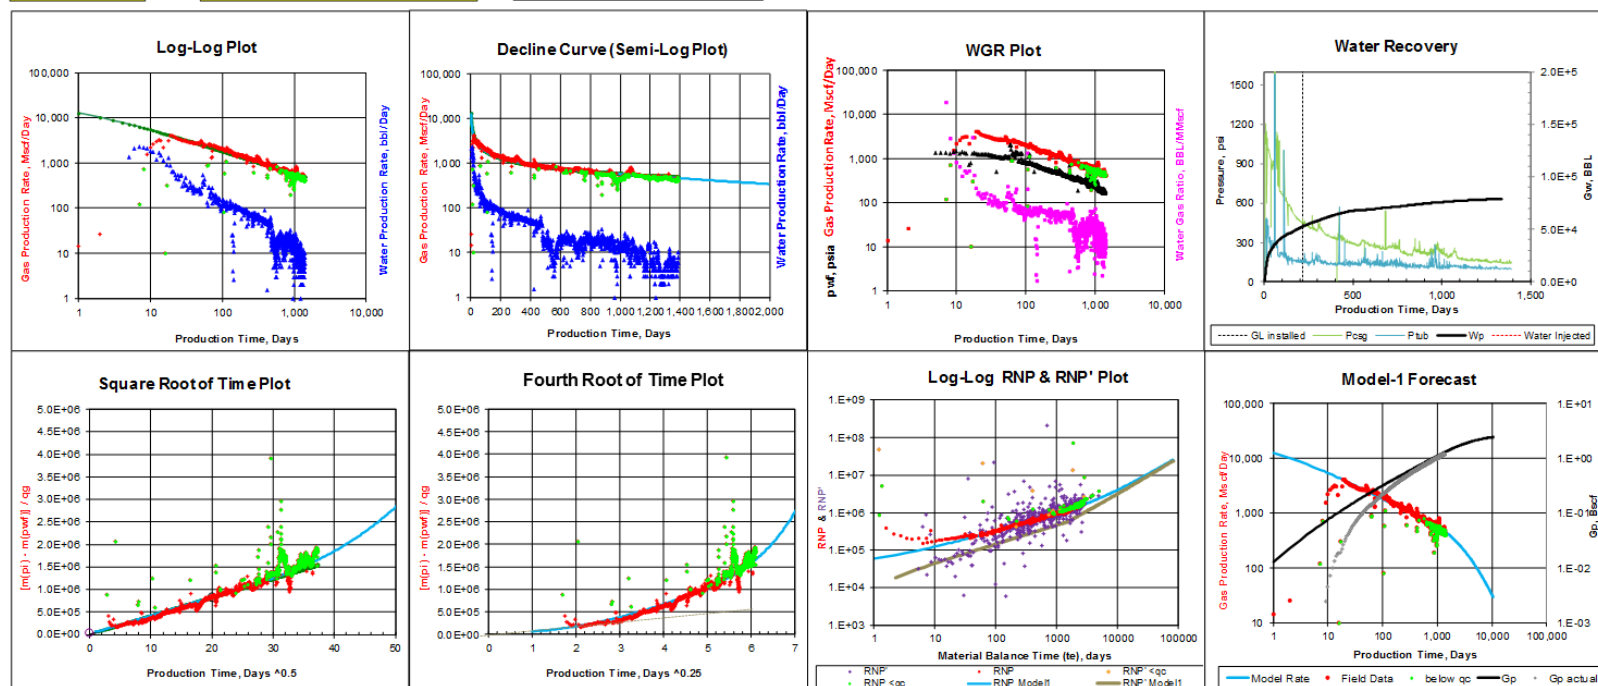 Log-Log Plot
Gas Production Rate, Mscf/Day
100,000
10,000
1,000
100
10
1
1 10 100 1,000 10,000
Water Production Rate, bbl/Day
Production Time, Days
Decline Curve (Semi-Log Plot)
Gas Production Rate, Mscf/Day
100,000
10,000
1,000
100
10
1
0 200 400 600 800 1,000 1,200 1,400 2,000
Water Production Rate, bbl/Day
Production Time, Days
WGR Plot
pwf, psia Gas Production Rate, Mscf/Day
100,000
10,000
1,000
100
10
1
1 10 100 1,000 10,000
Water Gas Ratio, BBL/MMscf
Production Time, Days
Water Recovery
Pressure, psi
1500
1200
900
600
300
0
0 500 1,000 1,500
2.0E+5
1.5E+5
1.0E+5
5.0E+4
0.0E+0
Gw, BBL
Production Time, Days
GL installed Pcsg Ptub Wp Water Injected
Square Root of Time Plot
[m(pi) - m(pwf)] / qg
5.0E+06
4.5E+06
4.0E+06
3.5E+06
3.0E+06
2.5E+06
2.0E+06
1.5E+06
1.0E+06
5.0E+05
0.0E+00
0 10 20 30 40 50
Production Time, Days ^0.5
Fourth Root of Time Plot
[m(pi) - m(pwf)] / qg
5.0E+06
4.5E+06
4.0E+06
3.5E+06
3.0E+06
2.5E+06
2.0E+06
1.5E+06
1.0E+06
5.0E+05
0.0E+00
0 1 2 3 4 5 6 7
Production Time, Days ^0.25
Log-Log RNP & RNP' Plot
RNP & RNP'
1.E+09
1.E+08
1.E+07
1.E+06
1.E+05
1.E+04
1.E+03
1 10 100 1000 10000 100000
Material Balance Time (te), days
RNP' RNP RNP' <qc
RNP <qc RNP Model1 RNP' Model1
Model-1 Forecast
Gas Production Rate, Mscf/Day
100,000
10,000
1,000
100
10
1 10 100 1,000 10,000 100,000
1.E+01
1.E+00
1.E-01
1.E-02
1.E-03
Gp, Bscf
Production Time, Days
Model Rate Field Data below qc Gp Gp actual